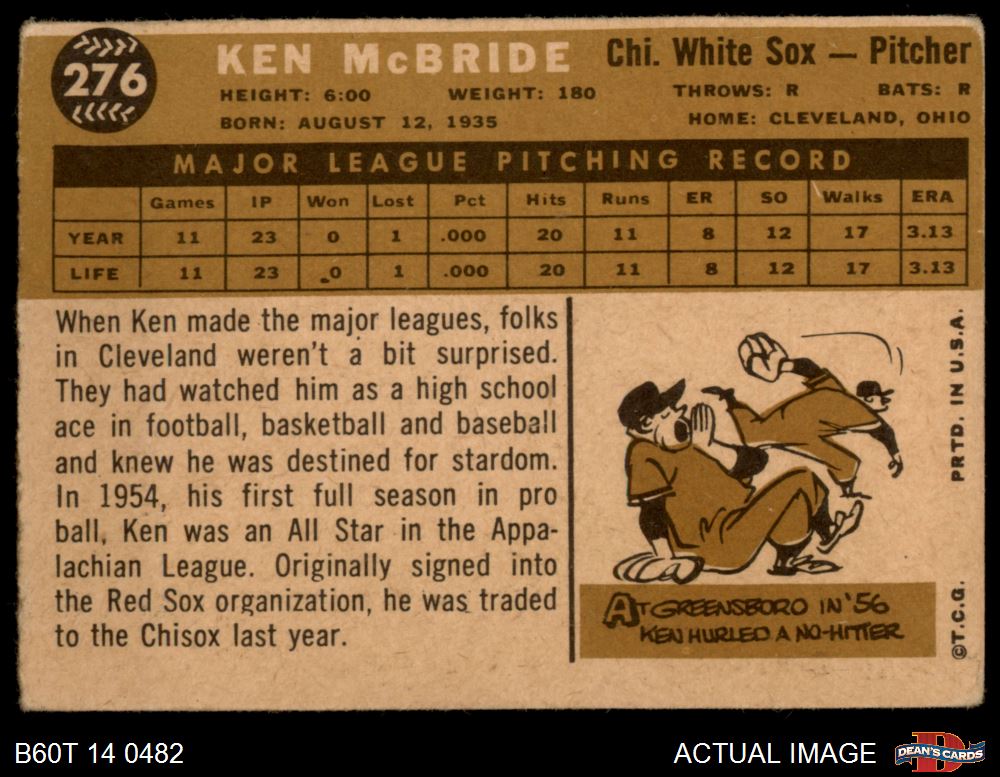 276
KEN McBRIDE
Chi. White Sox — Pitcher
HEIGHT: 6:00 WEIGHT: 180 THROWS: R BATS: R
BORN: AUGUST 12, 1935 HOME: CLEVELAND, OHIO
MAJOR LEAGUE PITCHING RECORD
Games IP Won Lost Pct Hits Runs ER SO Walks ERA
YEAR 11 23 0 1 .000 20 11 8 12 17 3.13
LIFE 11 23 0 1 .000 20 11 8 12 17 3.13
When Ken made the major leagues, folks
in Cleveland weren't a bit surprised.
They had watched him as a high school
ace in football, basketball and baseball
and knew he was destined for stardom.
In 1954, his first full season in pro
ball, Ken was an All Star in the Appa-
lachian League. Originally signed into
the Red Sox organization, he was traded
to the Chisox last year.
AT GREENSBORO IN '56
KEN HURLED A NO-HITTER
PRTD. IN U.S.A.
©T.C.G.
B60T 14 0482
ACTUAL IMAGE
DEAN'S CARDS